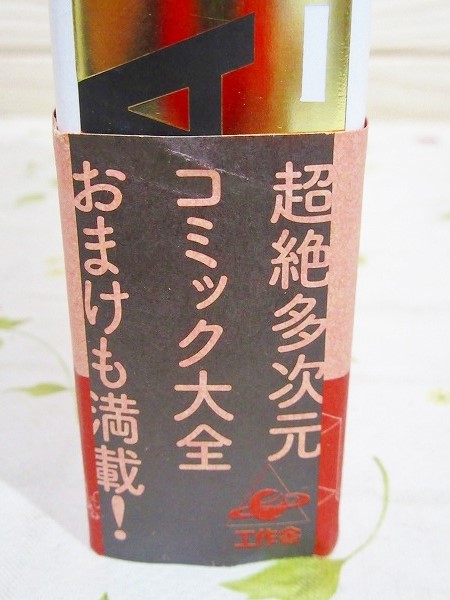 超絶多次元
コミック大全
おまけも満載！
工作舎